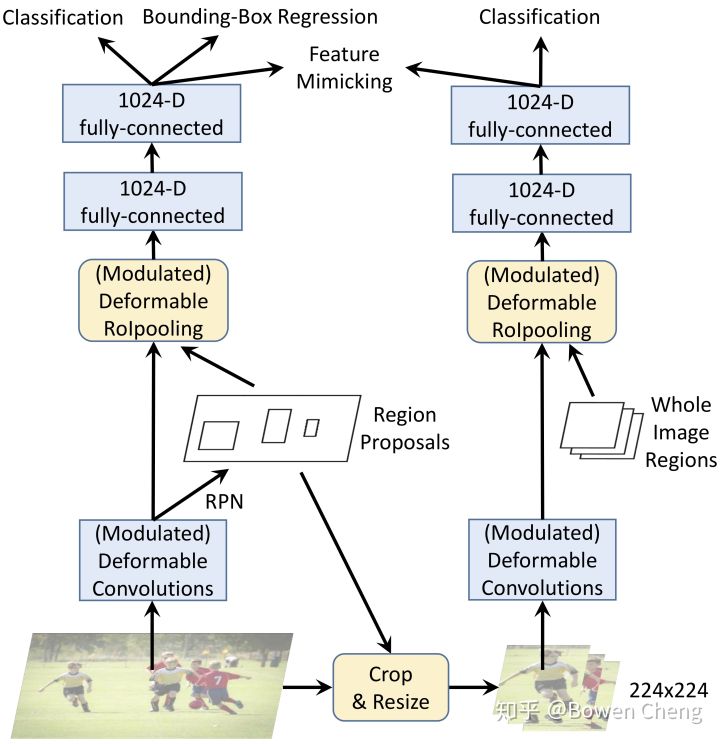 Classification
Bounding-Box Regression
Classification
Feature
Mimicking
1024-D
fully-connected
1024-D
fully-connected
1024-D
fully-connected
1024-D
fully-connected
(Modulated)
Deformable
RoIpooling
(Modulated)
Deformable
RoIpooling
Region
Proposals
Whole
Image
Regions
RPN
(Modulated)
Deformable
Convolutions
(Modulated)
Deformable
Convolutions
Crop
& Resize
7
224x224
知乎 @Bowen Cheng